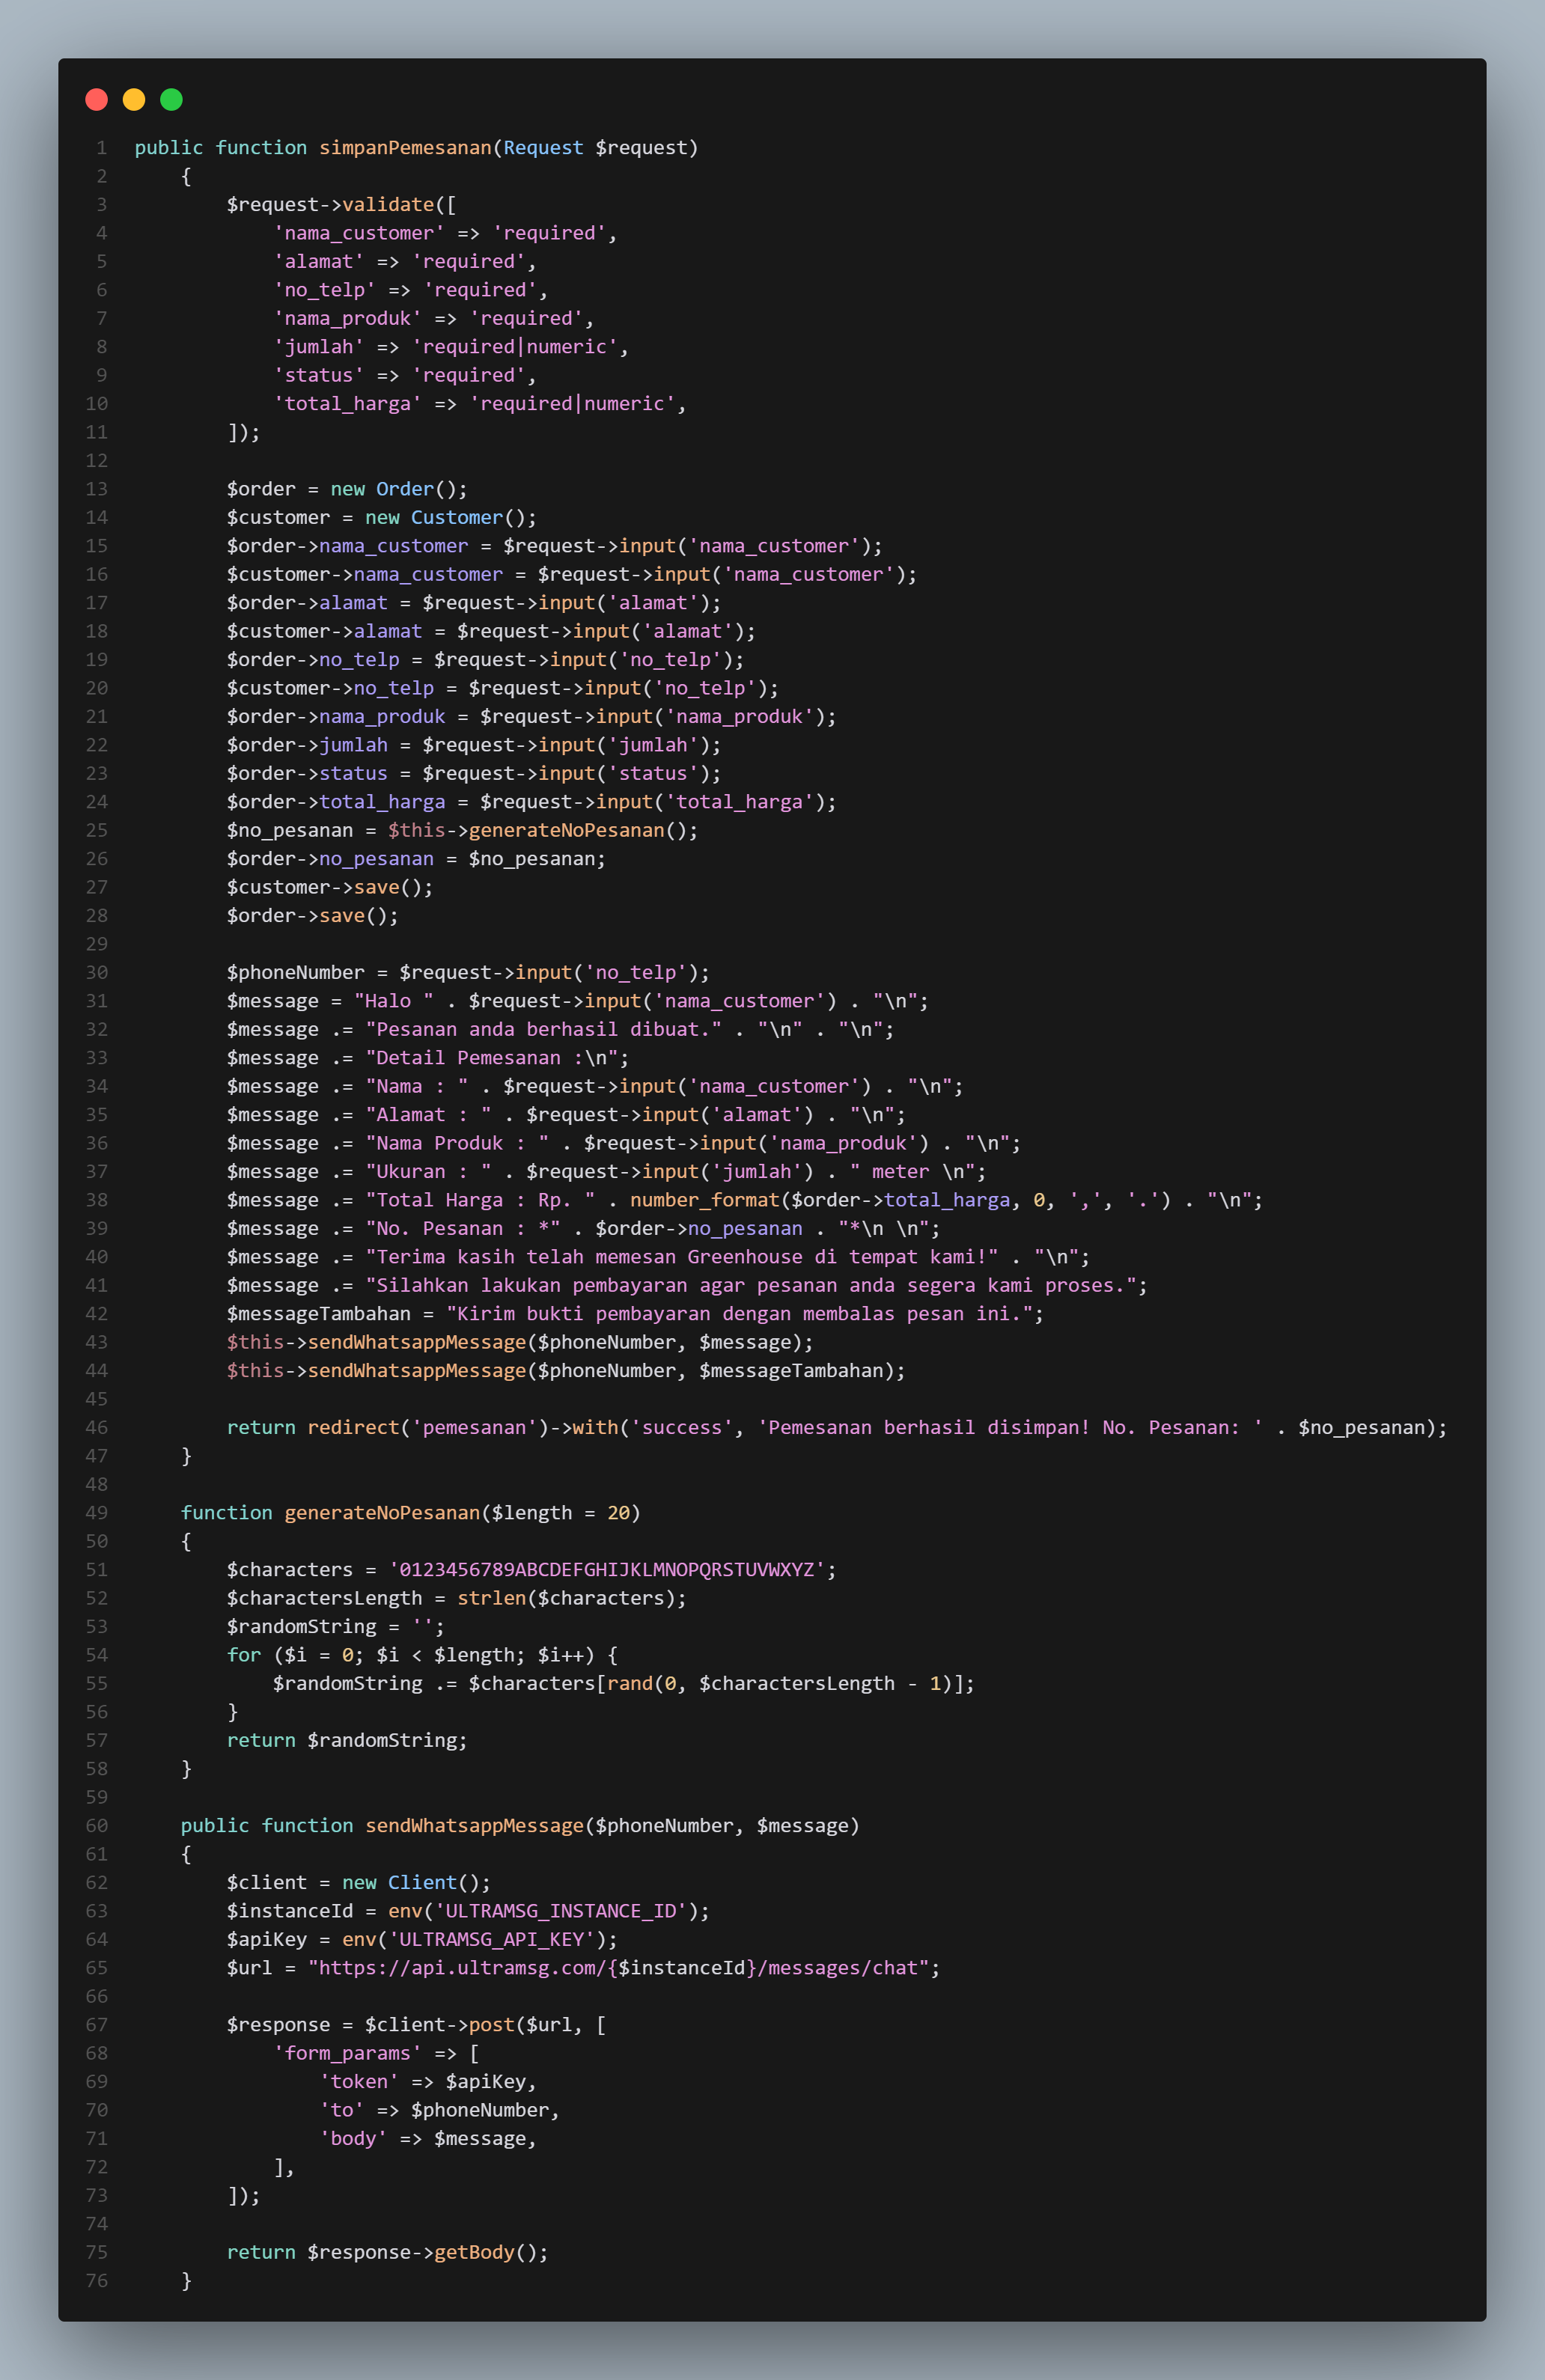 1 public function simpanPemesanan(Request $request)
2     {
3         $request->validate([
4             'nama_customer' => 'required',
5             'alamat' => 'required',
6             'no_telp' => 'required',
7             'nama_produk' => 'required',
8             'jumlah' => 'required|numeric',
9             'status' => 'required',
10             'total_harga' => 'required|numeric',
11         ]);
12
13         $order = new Order();
14         $customer = new Customer();
15         $order->nama_customer = $request->input('nama_customer');
16         $customer->nama_customer = $request->input('nama_customer');
17         $order->alamat = $request->input('alamat');
18         $customer->alamat = $request->input('alamat');
19         $order->no_telp = $request->input('no_telp');
20         $customer->no_telp = $request->input('no_telp');
21         $order->nama_produk = $request->input('nama_produk');
22         $order->jumlah = $request->input('jumlah');
23         $order->status = $request->input('status');
24         $order->total_harga = $request->input('total_harga');
25         $no_pesanan = $this->generateNoPesanan();
26         $order->no_pesanan = $no_pesanan;
27         $customer->save();
28         $order->save();
29
30         $phoneNumber = $request->input('no_telp');
31         $message = "Halo " . $request->input('nama_customer') . "\n";
32         $message .= "Pesanan anda berhasil dibuat." . "\n" . "\n";
33         $message .= "Detail Pemesanan :\n";
34         $message .= "Nama : " . $request->input('nama_customer') . "\n";
35         $message .= "Alamat : " . $request->input('alamat') . "\n";
36         $message .= "Nama Produk : " . $request->input('nama_produk') . "\n";
37         $message .= "Ukuran : " . $request->input('jumlah') . " meter \n";
38         $message .= "Total Harga : Rp. " . number_format($order->total_harga, 0, ',', '.') . "\n";
39         $message .= "No. Pesanan : *" . $order->no_pesanan . "*\n \n";
40         $message .= "Terima kasih telah memesan Greenhouse di tempat kami!" . "\n";
41         $message .= "Silahkan lakukan pembayaran agar pesanan anda segera kami proses.";
42         $messageTambahan = "Kirim bukti pembayaran dengan membalas pesan ini.";
43         $this->sendWhatsappMessage($phoneNumber, $message);
44         $this->sendWhatsappMessage($phoneNumber, $messageTambahan);
45
46         return redirect('pemesanan')->with('success', 'Pemesanan berhasil disimpan! No. Pesanan: ' . $no_pesanan);
47     }
48
49     function generateNoPesanan($length = 20)
50     {
51         $characters = '0123456789ABCDEFGHIJKLMNOPQRSTUVWXYZ';
52         $charactersLength = strlen($characters);
53         $randomString = '';
54         for ($i = 0; $i < $length; $i++) {
55             $randomString .= $characters[rand(0, $charactersLength - 1)];
56         }
57         return $randomString;
58     }
59
60     public function sendWhatsappMessage($phoneNumber, $message)
61     {
62         $client = new Client();
63         $instanceId = env('ULTRAMSG_INSTANCE_ID');
64         $apiKey = env('ULTRAMSG_API_KEY');
65         $url = "https://api.ultramsg.com/{$instanceId}/messages/chat";
66
67         $response = $client->post($url, [
68             'form_params' => [
69                 'token' => $apiKey,
70                 'to' => $phoneNumber,
71                 'body' => $message,
72             ],
73         ]);
74
75         return $response->getBody();
76     }